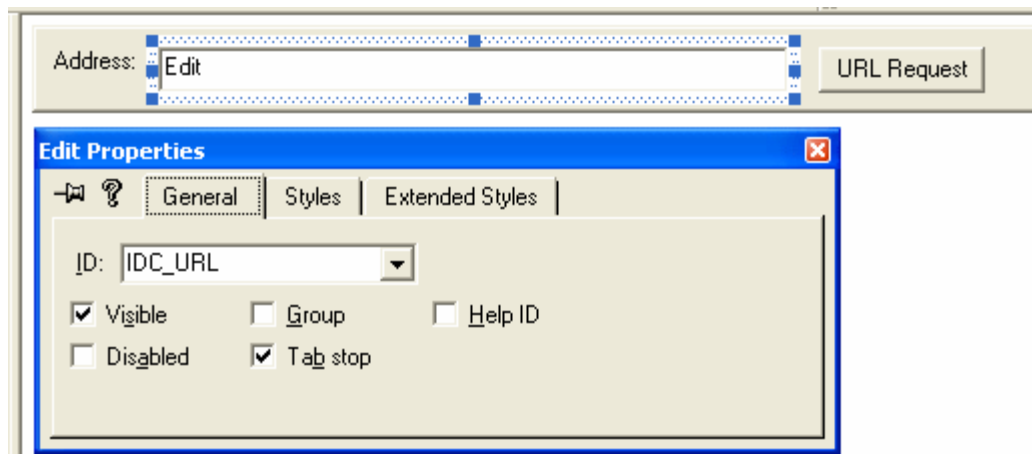 Address: Edit URL Request
Edit Properties
General Styles Extended Styles
ID: IDC_URL
Visible Group Help ID
Disabled Tab stop